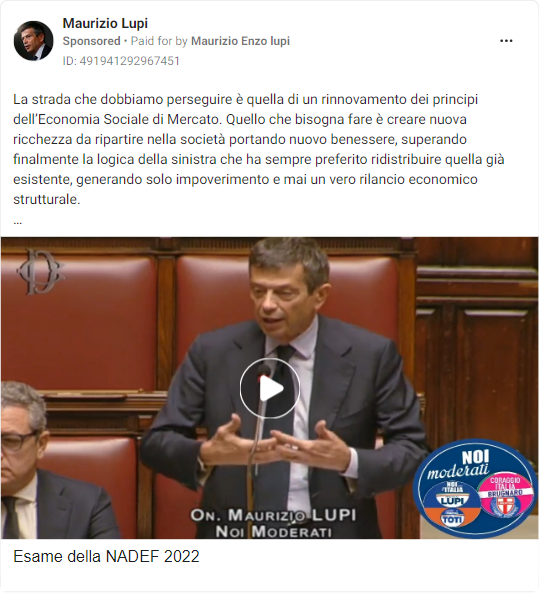 Maurizio Lupi
Sponsored • Paid for by Maurizio Enzo lupi
ID: 491941292967451
La strada che dobbiamo perseguire è quella di un rinnovamento dei principi
dell'Economia Sociale di Mercato. Quello che bisogna fare è creare nuova
ricchezza da ripartire nella società portando nuovo benessere, superando
finalmente la logica della sinistra che ha sempre preferito ridistribuire quella già
esistente, generando solo impoverimento e mai un vero rilancio economico
strutturale.
...
NOI
moderati
NOI con L'ITALIA
LUPI
TOTI
CORAGGIO
ITALIA
BRUGNARO
ON. MAURIZIO LUPI
NOI MODERATI
Esame della NADEF 2022